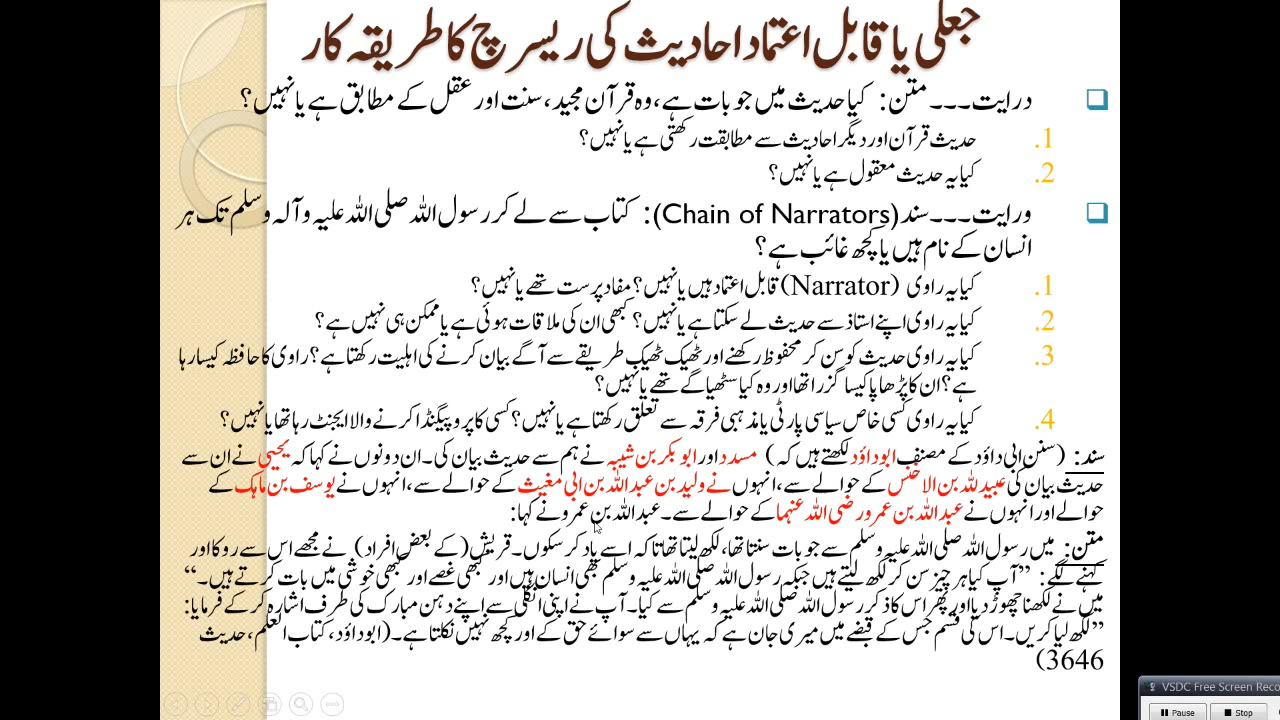 جعلی یا قابل اعتماد احادیث کی ریسرچ کا طریقہ کار
درایت۔۔۔ متن: کیا حدیث میں جو بات ہے، وہ قرآن مجید، سنت اور عقل کے مطابق ہے یا نہیں؟
1. حدیث قرآن اور دیگر احادیث سے مطابقت رکھتی ہے یا نہیں؟
2. کیا یہ حدیث معقول ہے یا نہیں؟
ورایت۔۔۔ سند (Chain of Narrators): کتاب سے لے کر رسول اللہ صلی اللہ علیہ وآلہ وسلم تک ہر
انسان کے نام ہیں یا کچھ غائب ہے؟
1. کیا یہ راوی (Narrator) قابل اعتماد ہیں یا نہیں؟ مفاد پرست تھے یا نہیں؟
2. کیا یہ راوی اپنے استاذ سے حدیث لے سکتا ہے یا نہیں؟ کبھی ان کی ملاقات ہوئی ہے یا ممکن ہی نہیں ہے؟
3. کیا یہ راوی حدیث کو سن کر محفوظ رکھنے اور ٹھیک ٹھیک طریقے سے آگے بیان کرنے کی اہلیت رکھتا ہے؟ راوی کا حافظہ کیسا رہا
ہے؟ ان کا پڑھاپا کیسا گزرا تھا اور وہ کیا سٹھیا گے تھے یا نہیں؟
4. کیا یہ راوی کسی خاص سیاسی پارٹی یا مذہبی فرقہ سے تعلق رکھتا ہے یا نہیں؟ کسی کا پروپیگنڈا کرنے والا ایجنٹ رہا تھا یا نہیں؟
سند: (سنن ابی داؤد کے مصنف ابوداؤد لکھتے ہیں کہ) مسدد اور ابو بکر بن شیبہ نے ہم سے حدیث بیان کی۔ ان دونوں نے کہا کہ یحیی نے ان سے
حدیث بیان کی عبید للہ بن الاخنس کے حوالے سے، انہوں نے ولید بن عبداللہ بن ابی مغیث کے حوالے سے، انہوں نے یوسف بن ماہک کے
حوالے اور انہوں نے عبداللہ بن عمرو رضی اللہ عنہما کے حوالے سے۔ عبداللہ بن عمرو نے کہا:
متن: میں رسول اللہ صلی اللہ علیہ وسلم سے جو بات سنتا تھا، لکھ لیتا تھا تاکہ اسے یاد کر سکوں۔ قریش (کے بعض افراد) نے مجھے اس سے روکا اور
کہنے لگے: ”آپ کیا ہر چیز سن کر لکھ لیتے ہیں جبکہ رسول اللہ صلی اللہ علیہ وسلم بھی انسان ہیں اور کبھی غصے اور کبھی خوشی میں بات کرتے ہیں۔“
میں نے لکھنا چھوڑ دیا اور پھر اس کا ذکر رسول اللہ صلی اللہ علیہ وسلم سے کیا۔ آپ نے اپنی انگلی سے اپنے دہن مبارک کی طرف اشارہ کر کے فرمایا:
”لکھ لیا کریں۔ اس کی قسم جس کے قبضے میں میری جان ہے کہ یہاں سے سوائے حق کے اور کچھ نہیں نکلتا ہے۔ (ابوداؤد، کتاب العلم، حدیث
3646)
VSDC Free Screen Reco
Pause Stop